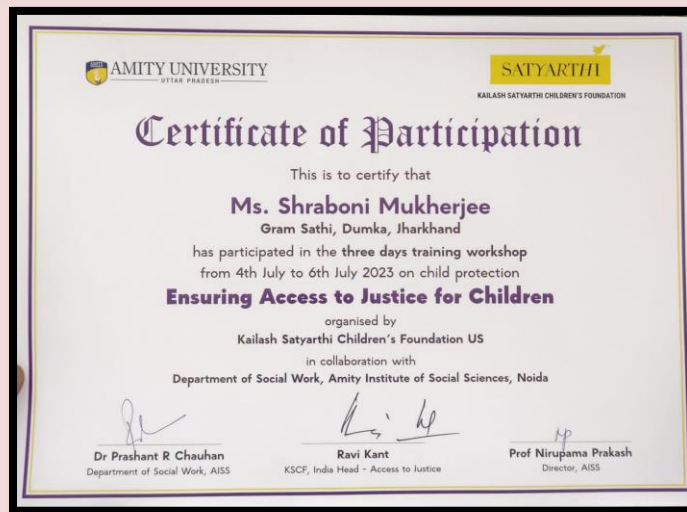 AMITY UNIVERSITY
UTTAR PRADESH
SATYARTHI
KAILASH SATYARTHI CHILDREN'S FOUNDATION
Certificate of Participation
This is to certify that
Ms. Shraboni Mukherjee
Gram Sathi, Dumka, Jharkhand
has participated in the three days training workshop
from 4th July to 6th July 2023 on child protection
Ensuring Access to Justice for Children
organised by
Kailash Satyarthi Children's Foundation US
in collaboration with
Department of Social Work, Amity Institute of Social Sciences, Noida
Dr Prashant R Chauhan
Department of Social Work, AISS
Ravi Kant
KSCF, India Head - Access to Justice
Prof Nirupama Prakash
Director, AISS